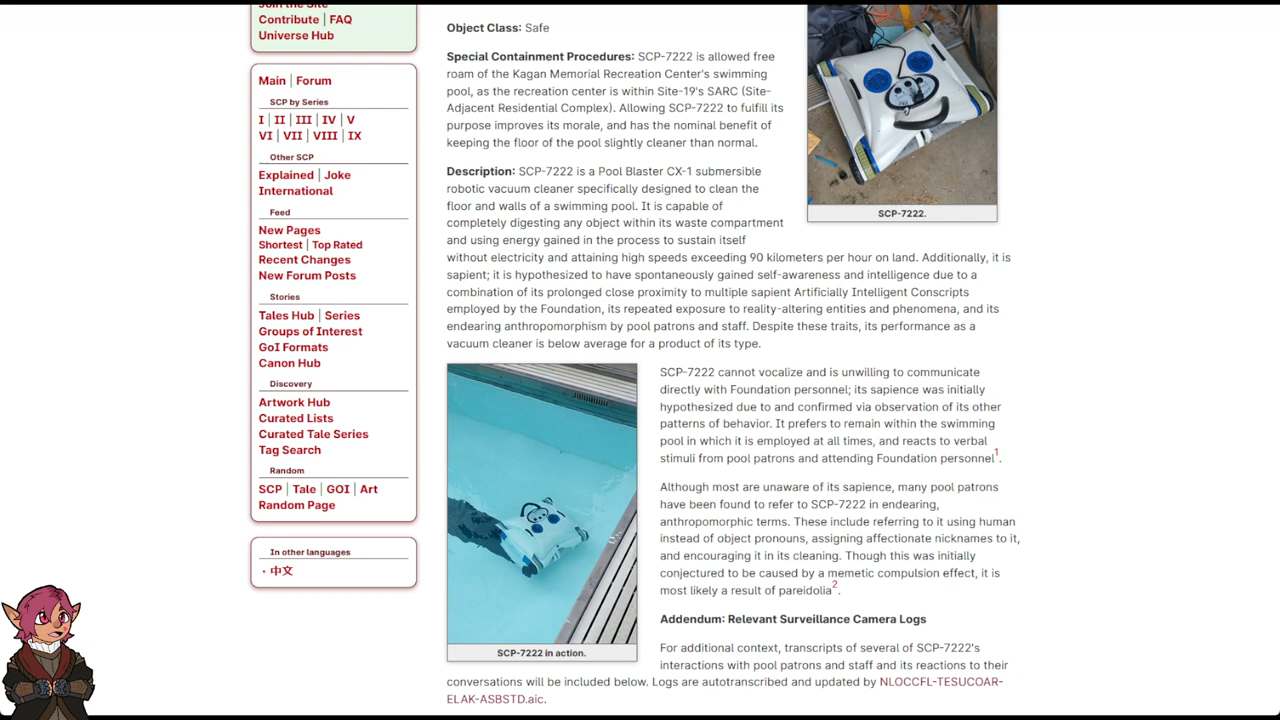 Join the Site
Contribute | FAQ
Universe Hub
Main | Forum
SCP by Series
I | II | III | IV | V
VI | VII | VIII | IX
Other SCP
Explained | Joke
International
Feed
New Pages
Shortest | Top Rated
Recent Changes
New Forum Posts
Stories
Tales Hub | Series
Groups of Interest
GoI Formats
Canon Hub
Discovery
Artwork Hub
Curated Lists
Curated Tale Series
Tag Search
Random
SCP | Tale | GOI | Art
Random Page
In other languages
中文
Object Class: Safe
Special Containment Procedures: SCP-7222 is allowed free
roam of the Kagan Memorial Recreation Center's swimming
pool, as the recreation center is within Site-19's SARC (Site-
Adjacent Residential Complex). Allowing SCP-7222 to fulfill its
purpose improves its morale, and has the nominal benefit of
keeping the floor of the pool slightly cleaner than normal.
SCP-7222.
Description: SCP-7222 is a Pool Blaster CX-1 submersible
robotic vacuum cleaner specifically designed to clean the
floor and walls of a swimming pool. It is capable of
completely digesting any object within its waste compartment
and using energy gained in the process to sustain itself
without electricity and attaining high speeds exceeding 90 kilometers per hour on land. Additionally, it is
sapient; it is hypothesized to have spontaneously gained self-awareness and intelligence due to a
combination of its prolonged close proximity to multiple sapient Artificially Intelligent Conscripts
employed by the Foundation, its repeated exposure to reality-altering entities and phenomena, and its
endearing anthropomorphism by pool patrons and staff. Despite these traits, its performance as a
vacuum cleaner is below average for a product of its type.
SCP-7222 in action.
SCP-7222 cannot vocalize and is unwilling to communicate
directly with Foundation personnel; its sapience was initially
hypothesized due to and confirmed via observation of its other
patterns of behavior. It prefers to remain within the swimming
pool in which it is employed at all times, and reacts to verbal
stimuli from pool patrons and attending Foundation personnel1.
Although most are unaware of its sapience, many pool patrons
have been found to refer to SCP-7222 in endearing,
anthropomorphic terms. These include referring to it using human
instead of object pronouns, assigning affectionate nicknames to it,
and encouraging it in its cleaning. Though this was initially
conjectured to be caused by a memetic compulsion effect, it is
most likely a result of pareidolia2.
Addendum: Relevant Surveillance Camera Logs
For additional context, transcripts of several of SCP-7222's
interactions with pool patrons and staff and its reactions to their
conversations will be included below. Logs are autotranscribed and updated by NLOCCFL-TESUCOAR-
ELAK-ASBSTD.aic.